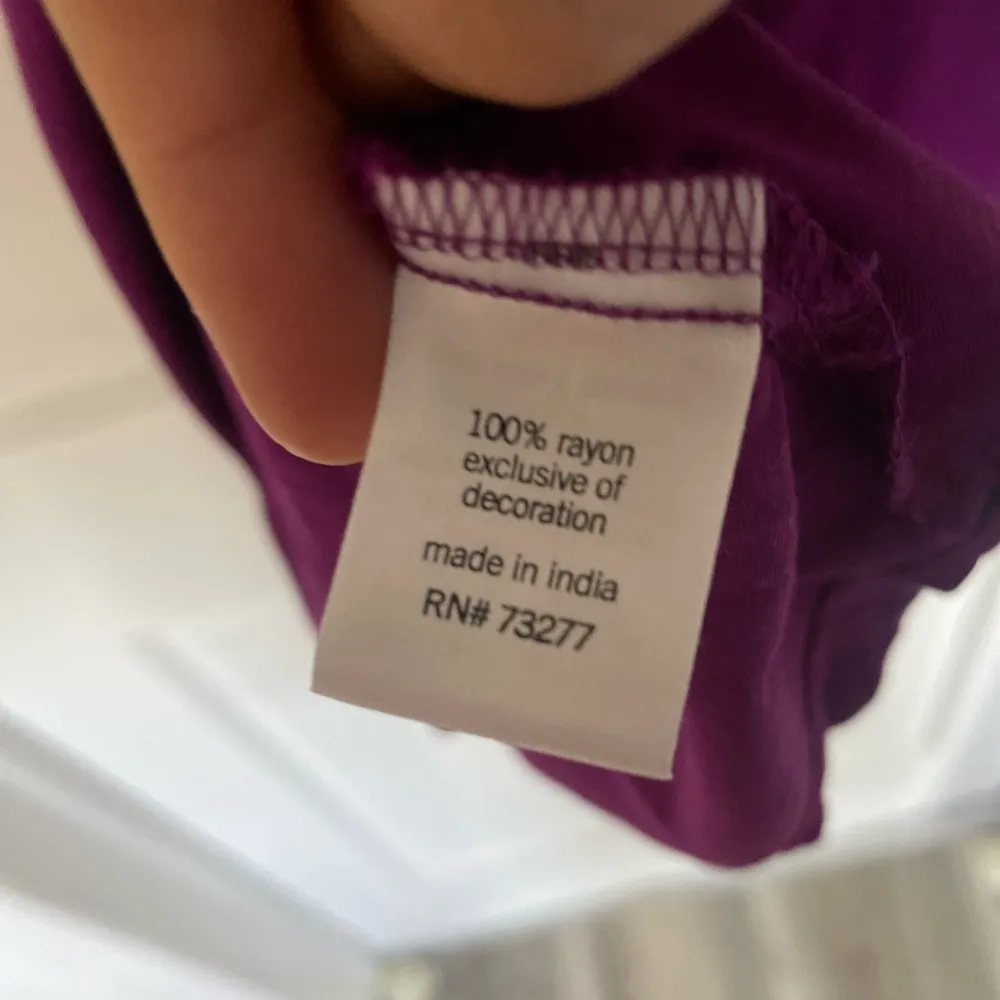 100% rayon
exclusive of
decoration
made in india
RN# 73277